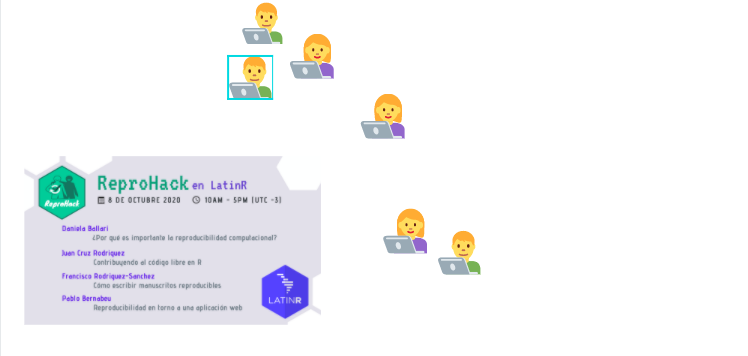 ReproHack en LatinR
8 DE OCTUBRE 2020 10AM - 5PM (UTC -3)
ReproHack
Daniela Ballari
¿Por qué es importante la reproducibilidad compulacional?
Juan Cruz Rodriguez
Contribuyendo al código libre en R
Francisco Rodriguez-Sanchez
Cómo escribir manuscritos reproducibles
Pablo Bernabeu
Reproducibilidad en torno a una aplicación web
LATINR